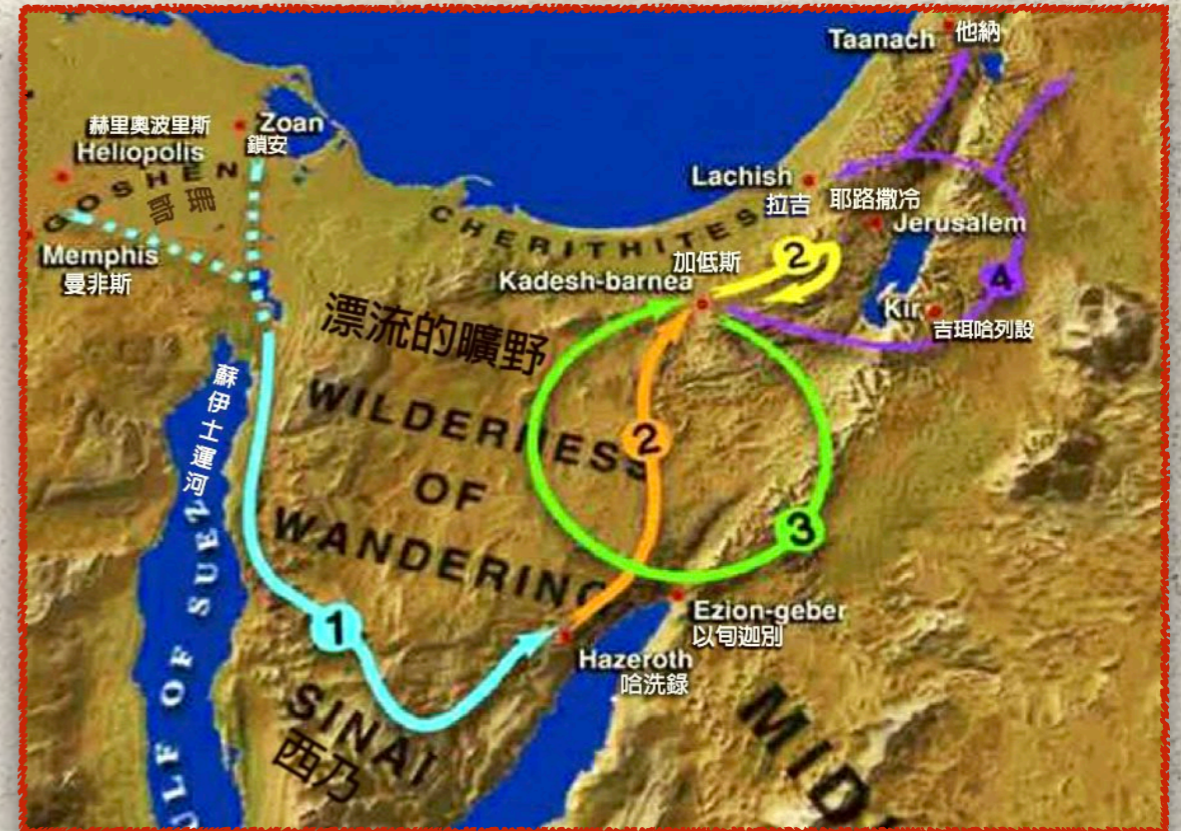 Taanach 他納
赫里奧波里斯
Heliopolis
Zoan
鎖安
GOSHEN
歌珊
Memphis
曼非斯
CHERITHITES
Lachish
拉吉
耶路撒冷
Jerusalem
加低斯
Kadesh-barnea
2
4
Kir
吉珥哈列設
漂流的曠野
WILDERNESS
OF
WANDERING
2
3
蘇伊士運河
ULF OF SUEZ
1
Ezion-geber
以旬迦別
Hazeroth
哈洗錄
SINAI
西乃
MIDI